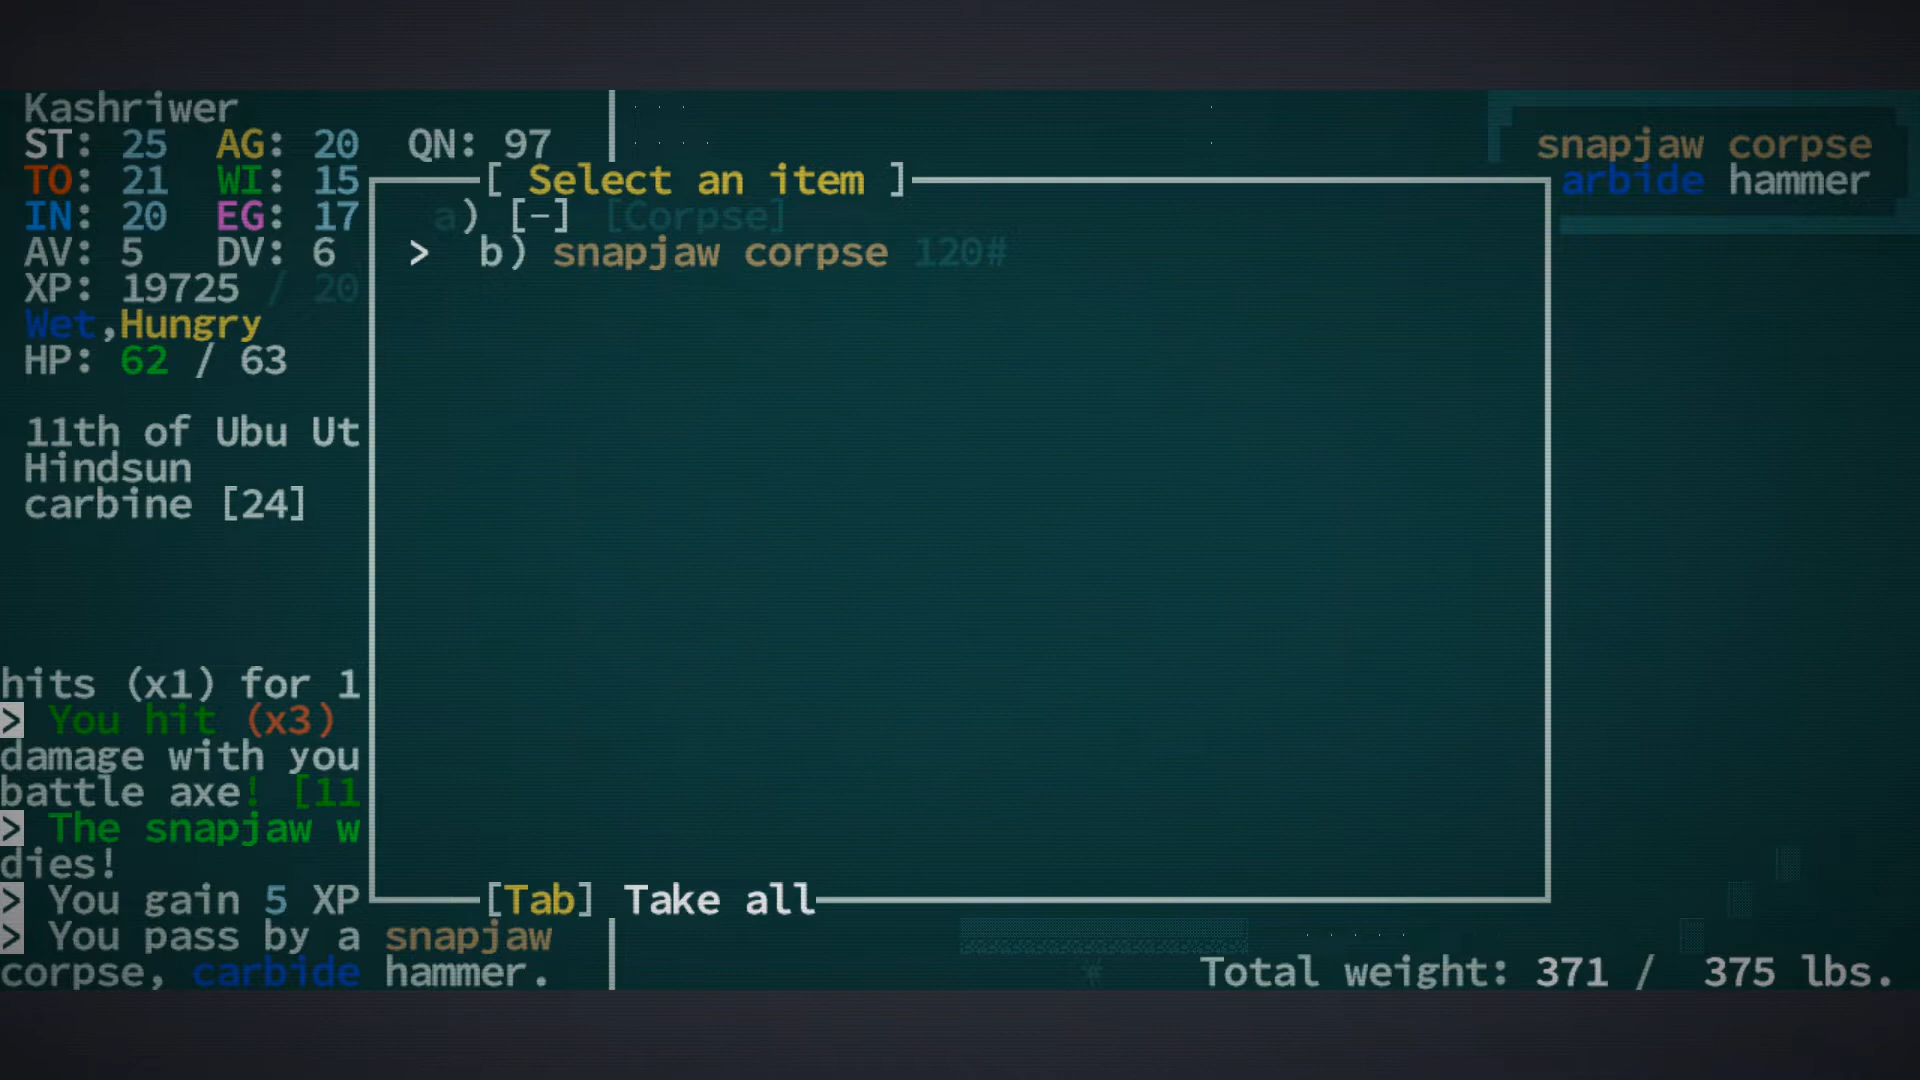 Kashriwer
ST: 25 AG: 20 QN: 97
TO: 21 WI: 15
IN: 20 EG: 17
AV: 5 DV: 6
XP: 19725 / 20
Wet,Hungry
HP: 62 / 63
11th of Ubu Ut
Hindsun
carbine [24]
hits (x1) for 1
> You hit (x3)
damage with you
battle axe! [11
> The snapjaw w
dies!
> You gain 5 XP
> You pass by a snapjaw
corpse, carbide hammer.
[ Select an item ]
a) [-] [Corpse]
> b) snapjaw corpse 120#
[Tab] Take all
snapjaw corpse
arbide hammer
Total weight: 371 / 375 lbs.